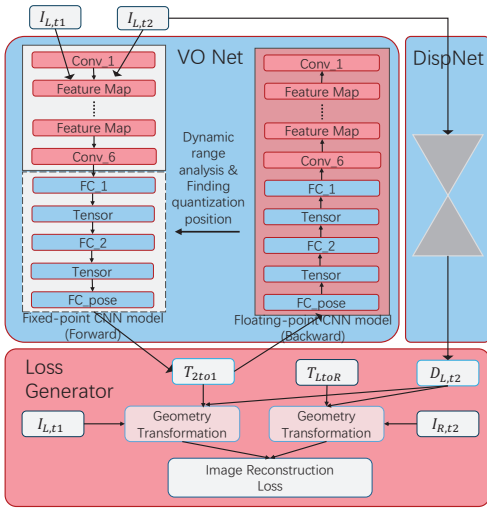 I_{L,t1}
I_{L,t2}
VO Net
DispNet
Conv_1
Feature Map
Feature Map
Conv_6
FC_1
Tensor
FC_2
Tensor
FC_pose
Fixed-point CNN model
(Forward)
Dynamic
range
analysis &
Finding
quantization
position
Conv_1
Feature Map
Feature Map
Conv_6
FC_1
Tensor
FC_2
Tensor
FC_pose
Floating-point CNN model
(Backward)
Loss
Generator
T_{2to1}
T_{LtoR}
D_{L,t2}
I_{L,t1}
Geometry
Transformation
Geometry
Transformation
I_{R,t2}
Image Reconstruction
Loss